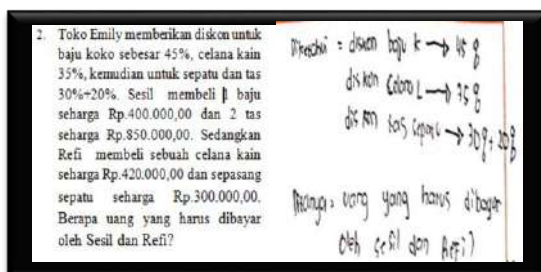 2. Toko Emily memberikan diskon untuk
baju koko sebesar 45%, celana kain
35%, kemudian untuk sepatu dan tas
30%+20%. Sesil membeli 1 baju
seharga Rp.400.000,00 dan 2 tas
seharga Rp.850.000,00. Sedangkan
Refi membeli sebuah celana kain
seharga Rp.420.000,00 dan sepasang
sepatu seharga Rp.300.000,00.
Berapa uang yang harus dibayar
oleh Sesil dan Refi?
Diketahui = diskon baju k → 45 %
diskon celana → 35 %
diskon → 30% + 20%
Ditanya = uang yang harus dibayar
oleh sesil dan Refi?